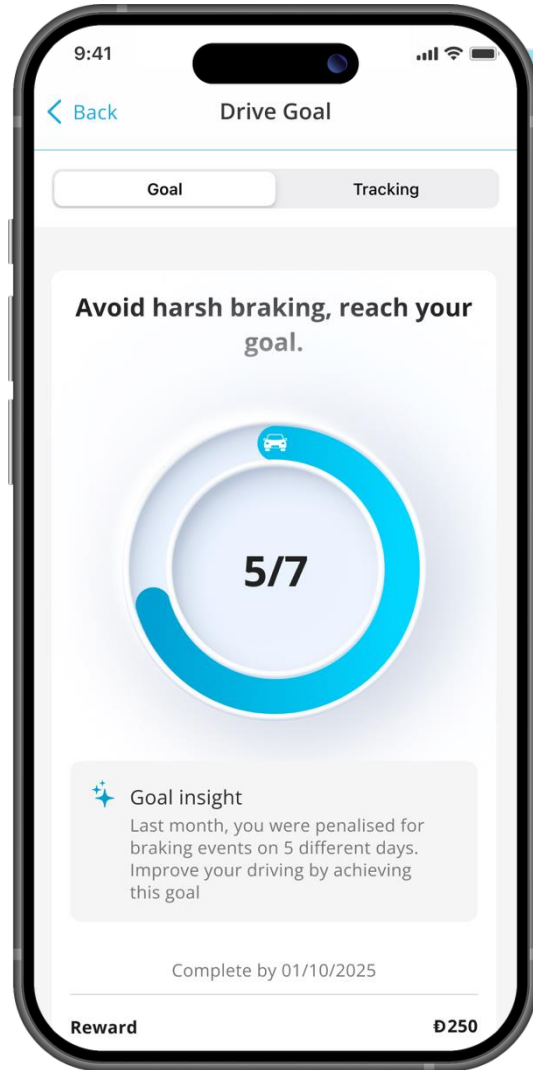 9:41
Back
Drive Goal
Goal
Tracking
Avoid harsh braking, reach your
goal.
5/7
Goal insight
Last month, you were penalised for
braking events on 5 different days.
Improve your driving by achieving
this goal
Complete by 01/10/2025
Reward
Đ250